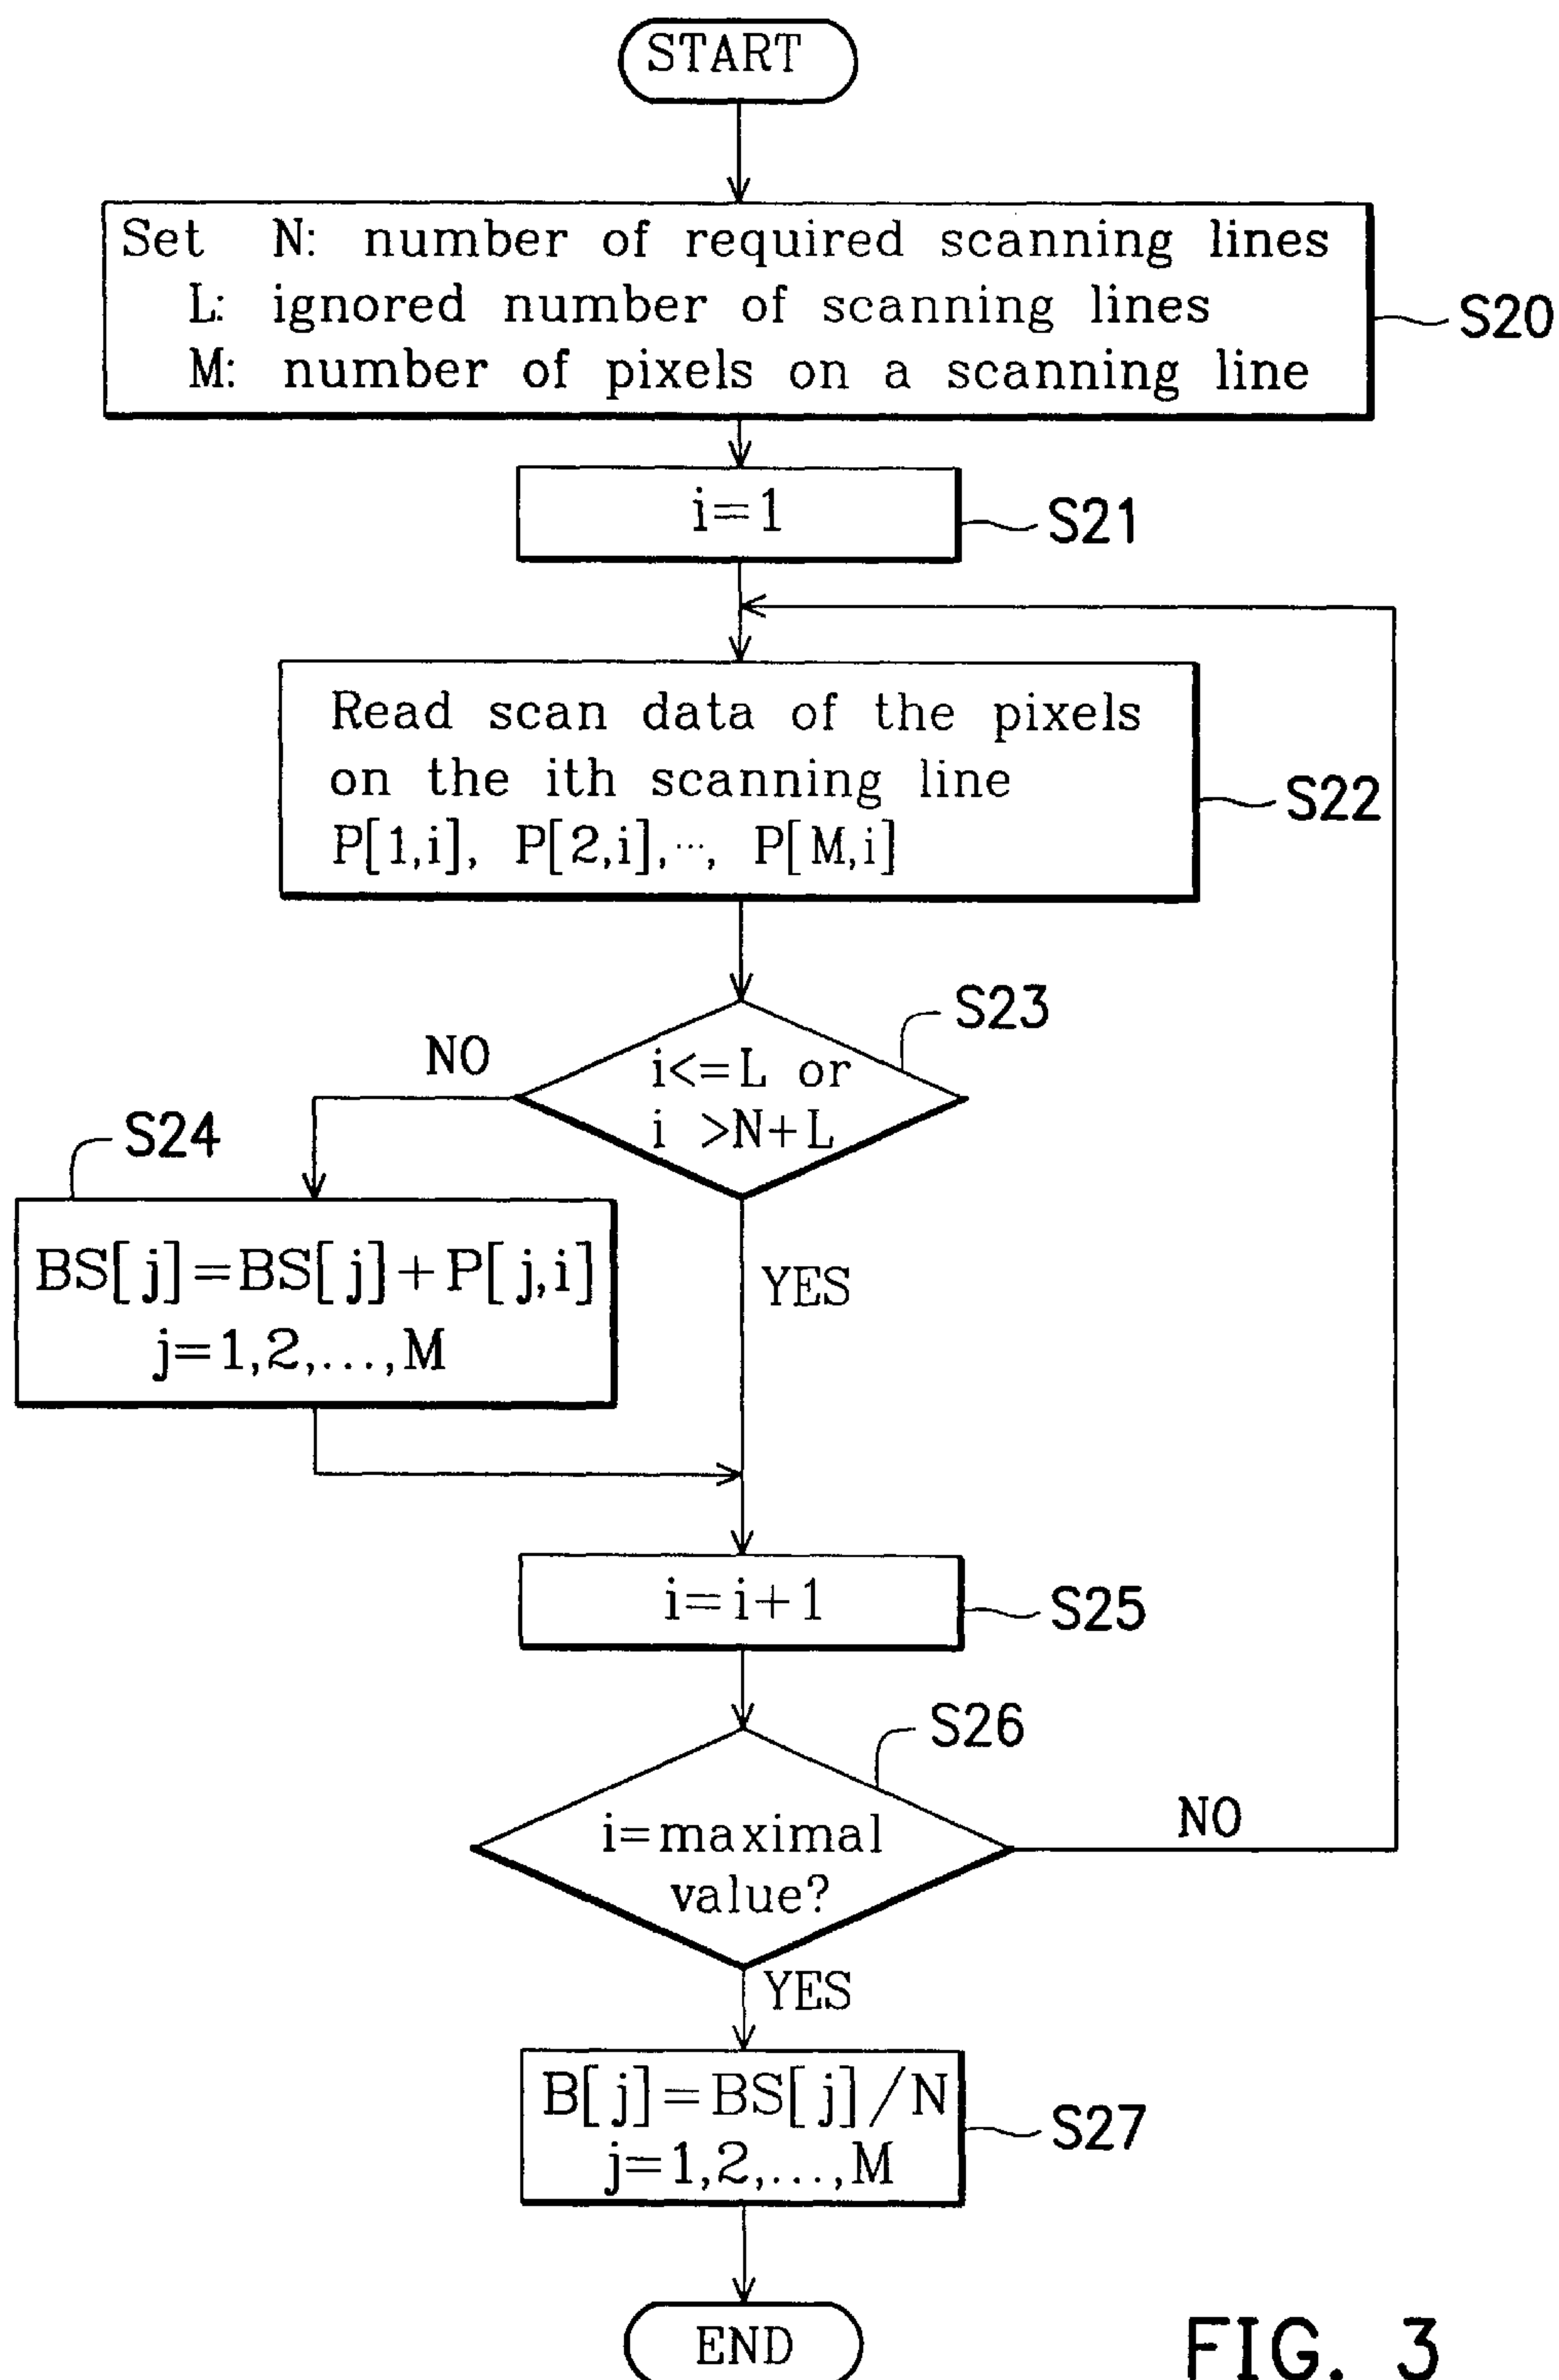 START
Set N: number of required scanning lines
L: ignored number of scanning lines
M: number of pixels on a scanning line
S20
i=1
S21
Read scan data of the pixels
on the ith scanning line
P[1,i], P[2,i],..., P[M,i]
S22
S23
i<=L or
i >N+L
NO
YES
S24
BS[j]=BS[j]+P[j,i]
j=1,2,...,M
i=i+1
S25
S26
i=maximal
value?
NO
YES
B[j]=BS[j]/N
j=1,2,...,M
S27
END
FIG. 3